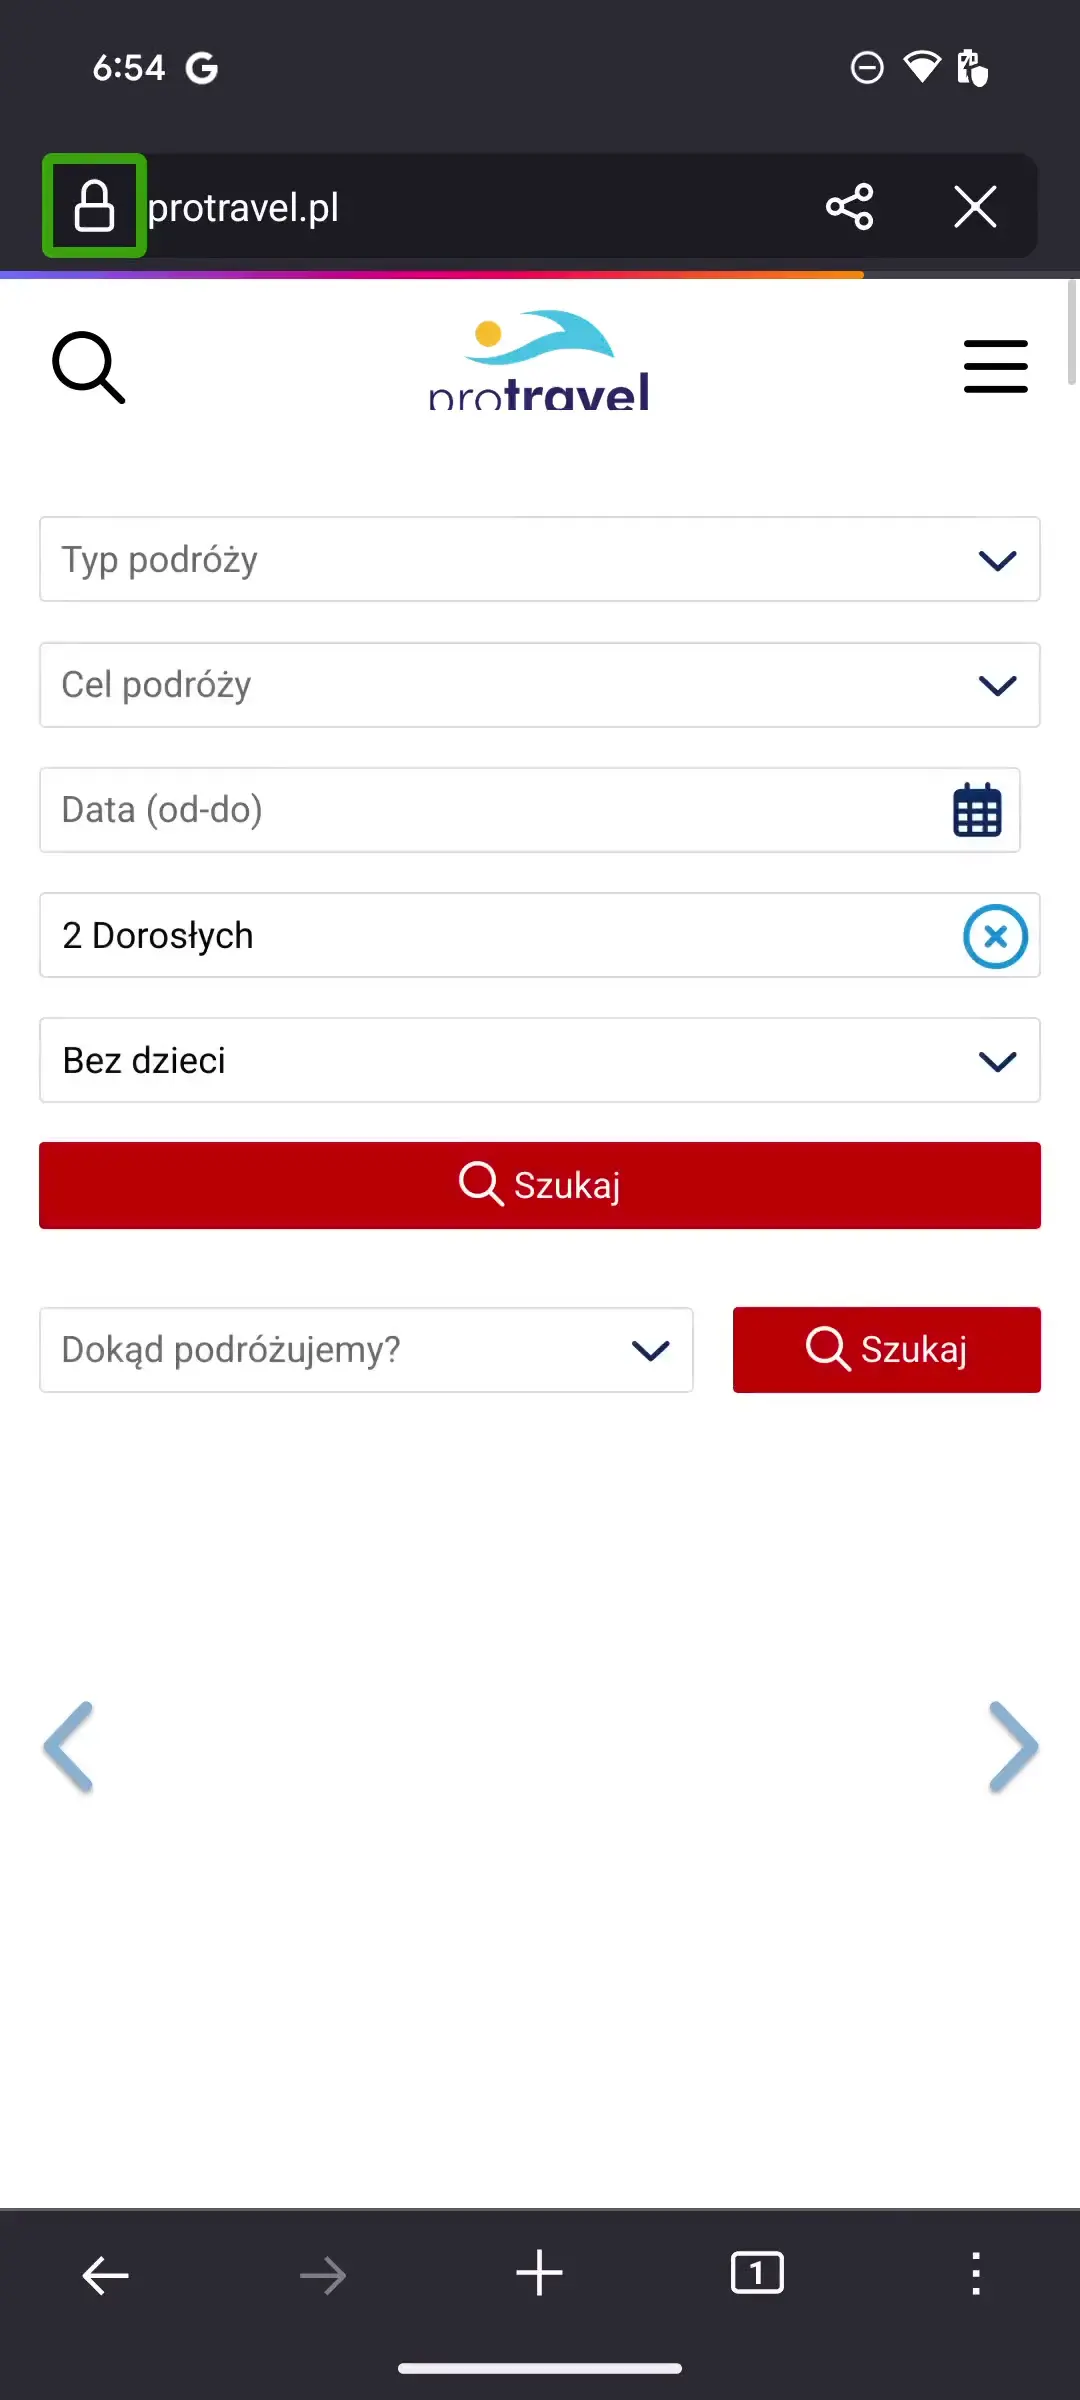 6:54
protravel.pl
protravel
Typ podróży
Cel podróży
Data (od-do)
2 Dorosłych
Bez dzieci
Szukaj
Dokąd podróżujemy?
Szukaj
1